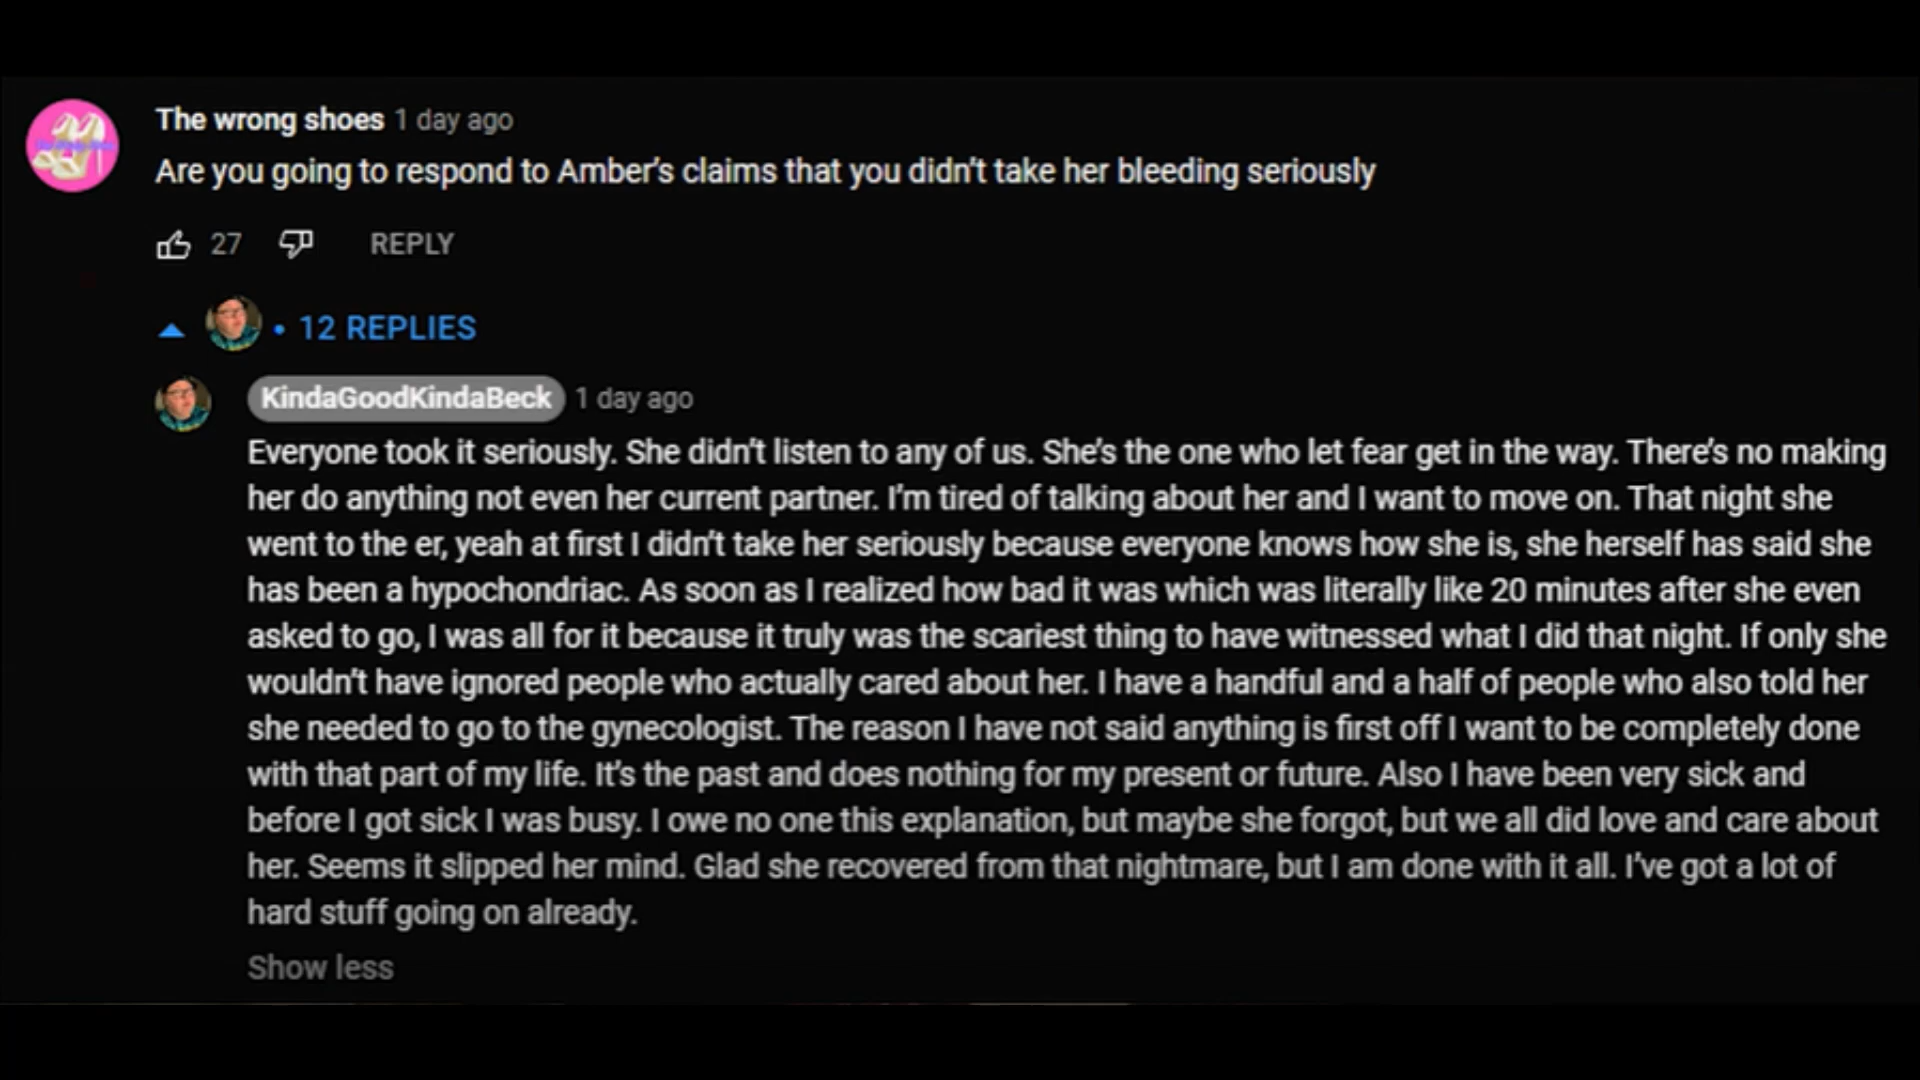 The wrong shoes 1 day ago
Are you going to respond to Amber's claims that you didn't take her bleeding seriously
27 REPLY
• 12 REPLIES
KindaGoodKindaBeck 1 day ago
Everyone took it seriously. She didn't listen to any of us. She's the one who let fear get in the way. There's no making
her do anything not even her current partner. I'm tired of talking about her and I want to move on. That night she
went to the er, yeah at first I didn't take her seriously because everyone knows how she is, she herself has said she
has been a hypochondriac. As soon as I realized how bad it was which was literally like 20 minutes after she even
asked to go, I was all for it because it truly was the scariest thing to have witnessed what I did that night. If only she
wouldn't have ignored people who actually cared about her. I have a handful and a half of people who also told her
she needed to go to the gynecologist. The reason I have not said anything is first off I want to be completely done
with that part of my life. It's the past and does nothing for my present or future. Also I have been very sick and
before I got sick I was busy. I owe no one this explanation, but maybe she forgot, but we all did love and care about
her. Seems it slipped her mind. Glad she recovered from that nightmare, but I am done with it all. I've got a lot of
hard stuff going on already.
Show less